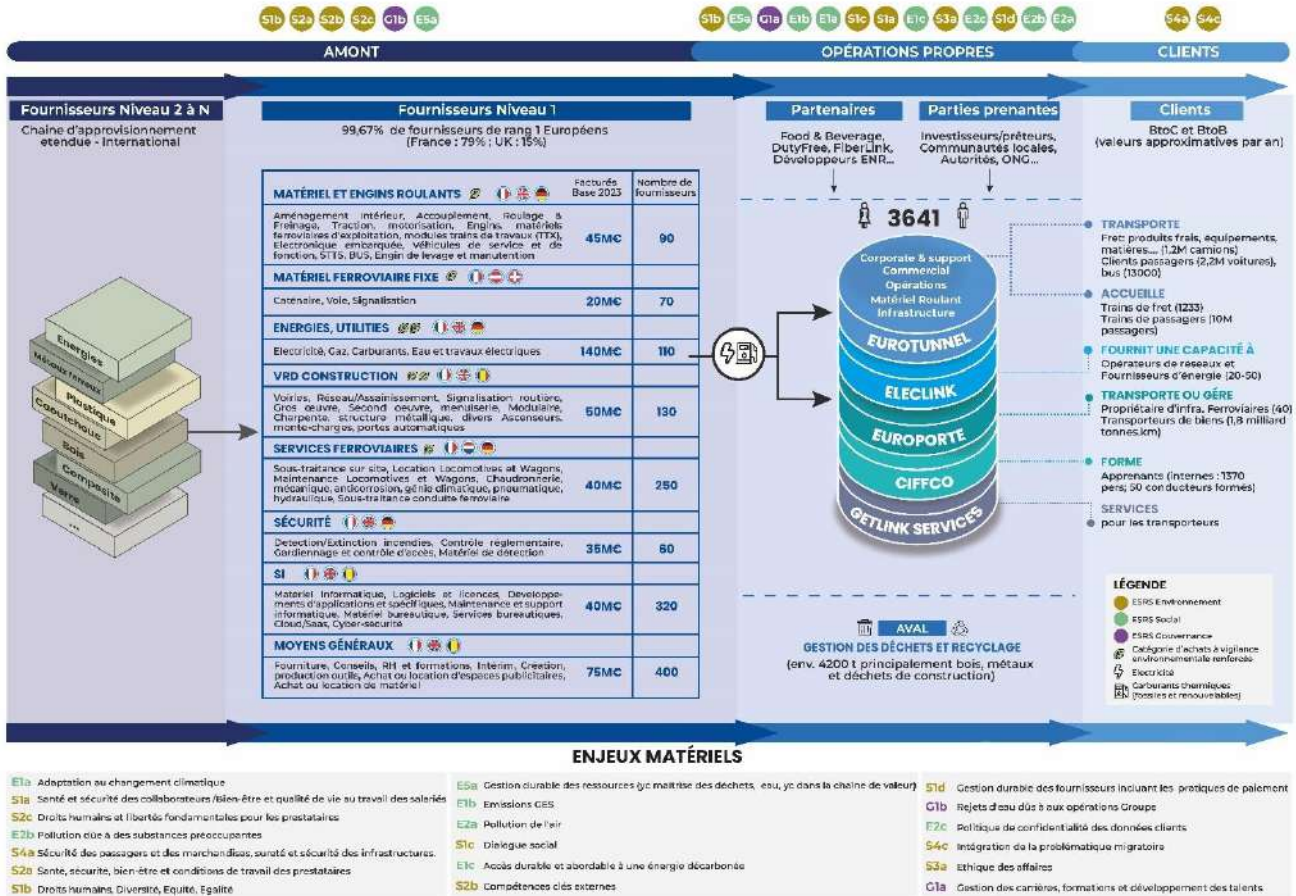 S1b S2a S2b S2c G1b E5a
S1b E5a G1a E1b E1a S1c S1a E1c S3a E2c S1d E2b E2a
S4a S4c
AMONT
OPÉRATIONS PROPRES
CLIENTS
Fournisseurs Niveau 2 à N
Chaine d'approvisionnement
etendue - International
Energies
Métaux ferreux
Plastique
Caoutchouc
Bois
Composite
Verre
...
Fournisseurs Niveau 1
99,67% de fournisseurs de rang 1 Européens
(France : 79% ; UK : 15%)
Facturés
Base 2023
Nombre de
fournisseurs
MATÉRIEL ET ENGINS ROULANTS
Aménagement Intérieur, Accouplement, Roulage &
Freinage, Traction, motorisation, Engins, matériels
ferroviaires d'exploitation, modules trains de travaux (TTX),
Electronique embarquée, Véhicules de service et de
fonction, STTS, BUS, Engin de levage et manutention
45M€ 90
MATÉRIEL FERROVIAIRE FIXE
Caténaire, Voie, Signalisation
20M€ 70
ENERGIES, UTILITIES
Electricité, Gaz, Carburants, Eau et travaux électriques
140M€ 110
VRD CONSTRUCTION
Voiries, Réseau/Assainissement, Signalisation routière,
Gros œuvre, Second oeuvre, menuiserie, Modulaire,
Charpente, structure métallique, divers Ascenseurs,
monte-charges, portes automatiques
50M€ 130
SERVICES FERROVIAIRES
Sous-traitance sur site, Location Locomotives et Wagons,
Maintenance Locomotives et Wagons, Chaudronnerie,
mécanique, anticorrosion, génie climatique, pneumatique,
hydraulique, Sous-traitance conduite ferroviaire
40M€ 250
SÉCURITÉ
Detection/Extinction incendies, Contrôle réglementaire,
Gardiennage et contrôle d'accès, Matériel de détection
35M€ 60
SI
Matériel Informatique, Logiciels et licences, Développe-
ments d'applications et spécifiques, Maintenance et support
informatique, Matériel bureautique, Services bureautiques,
Cloud/Saas, Cyber-sécurité
40M€ 320
MOYENS GÉNÉRAUX
Fourniture, Conseils, RH et formations, Intérim, Création,
production outils, Achat ou location d'espaces publicitaires,
Achat ou location de matériel
75M€ 400
Partenaires
Food & Beverage,
DutyFree, FiberLink,
Développeurs ENR...
Parties prenantes
Investisseurs/prêteurs,
Communautés locales,
Autorités, ONG...
3641
Corporate & support
Commercial
Opérations
Matériel Roulant
Infrastructure
EUROTUNNEL
ELECLINK
EUROPORTE
CIFFCO
GETLINK SERVICES
AVAL
GESTION DES DÉCHETS ET RECYCLAGE
(env. 4200 t principalement bois, métaux
et déchets de construction)
Clients
BtoC et BtoB
(valeurs approximatives par an)
TRANSPORTE
Fret: produits frais, équipements,
matières... (1,2M camions)
Clients passagers (2,2M voitures),
bus (13000)
ACCUEILLE
Trains de fret (1233)
Trains de passagers (10M
passagers)
FOURNIT UNE CAPACITÉ À
Opérateurs de réseaux et
Fournisseurs d'énergie (20-50)
TRANSPORTE OU GÉRE
Propriétaire d'infra. Ferroviaires (40)
Transporteurs de biens (1,8 milliard
tonnes.km)
FORME
Apprenants (internes : 1370
pers; 50 conducteurs formés)
SERVICES
pour les transporteurs
LÉGENDE
ESRS Environnement
ESRS Social
ESRS Gouvernance
Catégorie d'achats à vigilance
environnementale renforcée
Electricité
Carburants thermiques
(fossiles et renouvelables)
ENJEUX MATÉRIELS
E1a Adaptation au changement climatique
S1a Santé et sécurité des collaborateurs /Bien-être et qualité de vie au travail des salariés
S2c Droits humains et libertés fondamentales pour les prestataires
E2b Pollution dûe à des substances préoccupantes
S4a Sécurité des passagers et des marchandises, sureté et sécurité des infrastructures.
S2a Santé, sécurité, bien-être et conditions de travail des prestataires
S1b Droits humains, Diversité, Equité, Egalité
E5a Gestion durable des ressources (yc maitrise des déchets, eau, yc dans la chaine de valeur)
E1b Emissions GES
E2a Pollution de l'air
S1c Dialogue social
E1c Accès durable et abordable à une énergie décarbonée
S2b Compétences clés externes
S1d Gestion durable des fournisseurs incluant les pratiques de paiement
G1b Rejets d'eau dûs à aux opérations Groupe
E2c Politique de confidentialité des données clients
S4c Intégration de la problématique migratoire
S3a Ethique des affaires
G1a Gestion des carrières, formations et développement des talents